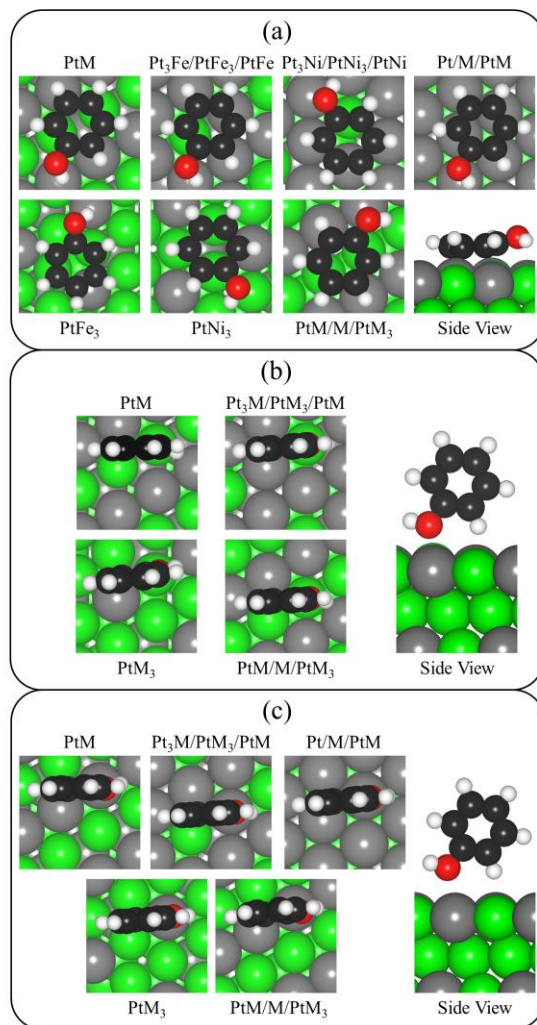 (a)
PtM Pt₃Fe/PtFe₃/PtFe Pt₃Ni/PtNi₃/PtNi Pt/M/PtM
PtFe₃ PtNi₃ PtM/M/PtM₃ Side View
(b)
PtM Pt₃M/PtM₃/PtM
PtM₃ PtM/M/PtM₃ Side View
(c)
PtM Pt₃M/PtM₃/PtM Pt/M/PtM
PtM₃ PtM/M/PtM₃ Side View